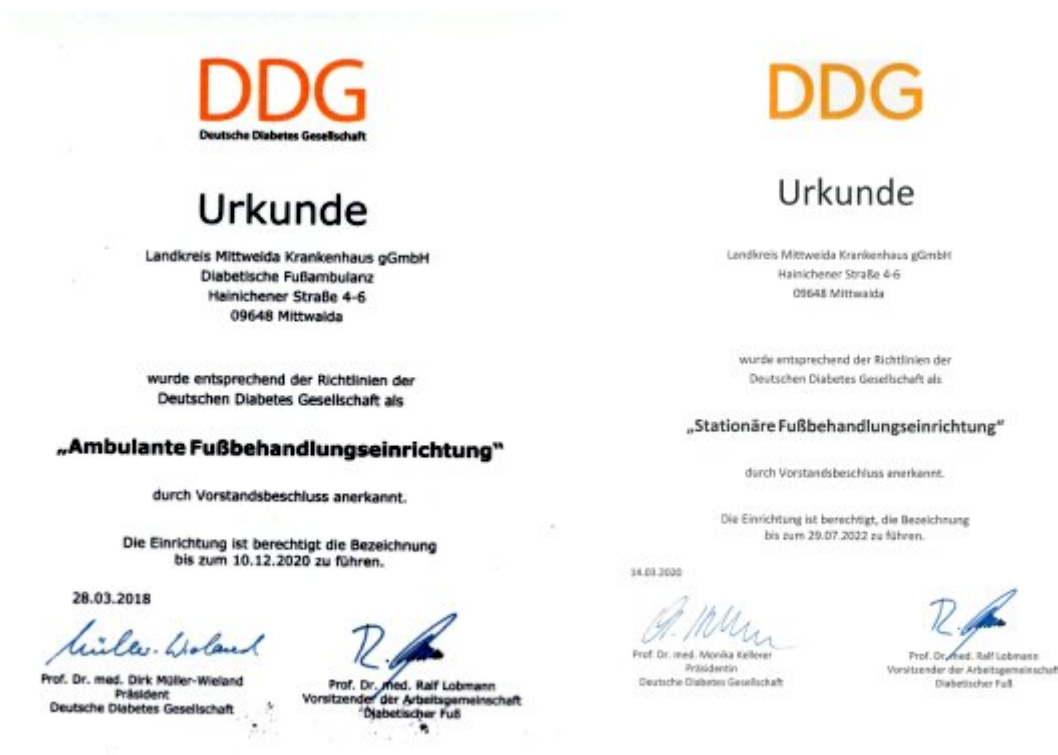 DDG
Deutsche Diabetes Gesellschaft
Urkunde
Landkreis Mittweida Krankenhaus gGmbH
Diabetische Fußambulanz
Hainichener Straße 4-6
09648 Mittwaida
wurde entsprechend der Richtlinien der
Deutschen Diabetes Gesellschaft als
„Ambulante Fußbehandlungseinrichtung“
durch Vorstandsbeschluss anerkannt.
Die Einrichtung ist berechtigt die Bezeichnung
bis zum 10.12.2020 zu führen.
28.03.2018
Müller-Wieland
Prof. Dr. med. Dirk Müller-Wieland
Präsident
Deutsche Diabetes Gesellschaft
Prof. Dr. med. Ralf Lobmann
Vorsitzender der Arbeitsgemeinschaft
Diabetischer Fuß
DDG
Urkunde
Landkreis Mittweida Krankenhaus gGmbH
Hainichener Straße 4-6
09648 Mittwaida
wurde entsprechend der Richtlinien der
Deutschen Diabetes Gesellschaft als
„Stationäre Fußbehandlungseinrichtung“
durch Vorstandsbeschluss anerkannt.
Die Einrichtung ist berechtigt, die Bezeichnung
bis zum 29.07.2022 zu führen.
14.03.2020
Prof. Dr. med. Monika Kellerer
Präsidentin
Deutsche Diabetes Gesellschaft
Prof. Dr. med. Ralf Lobmann
Vorsitzender der Arbeitsgemeinschaft
Diabetischer Fuß